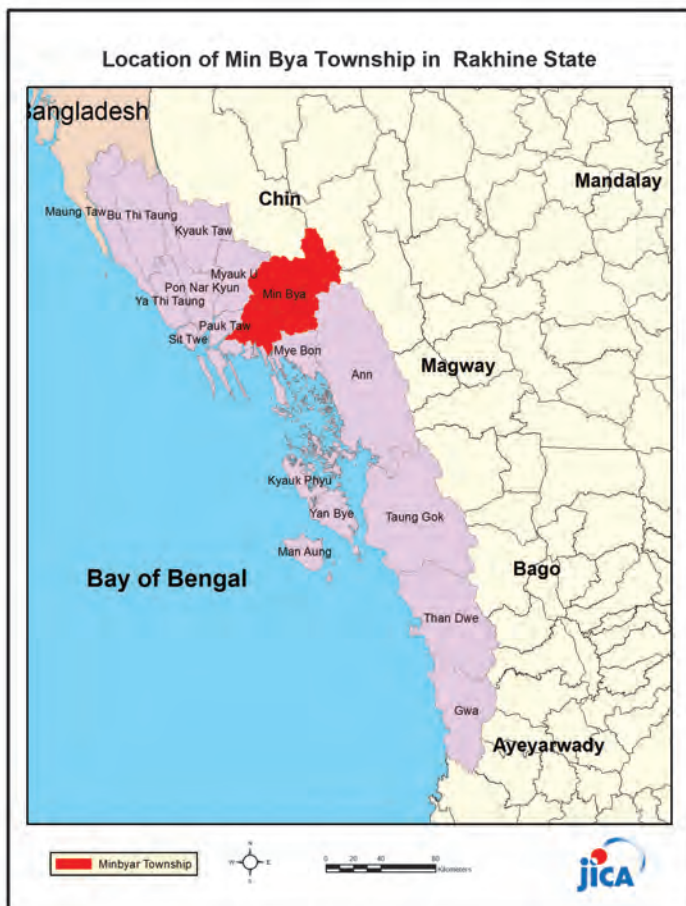 Location of Min Bya Township in Rakhine State
Bangladesh
Mandalay
Chin
Maung Taw
Bu Thi Taung
Kyauk Taw
Myauk U
Pon Nar Kyun
Min Bya
Ya Thi Taung
Pauk Taw
Sit Twe
Mye Bon
Magway
Ann
Kyauk Phyu
Yan Bye
Taung Gok
Man Aung
Bay of Bengal
Bago
Than Dwe
Gwa
Ayeyarwady
Minbyar Township
N
W E
S
0 20 40 80
Kilometers
jICA